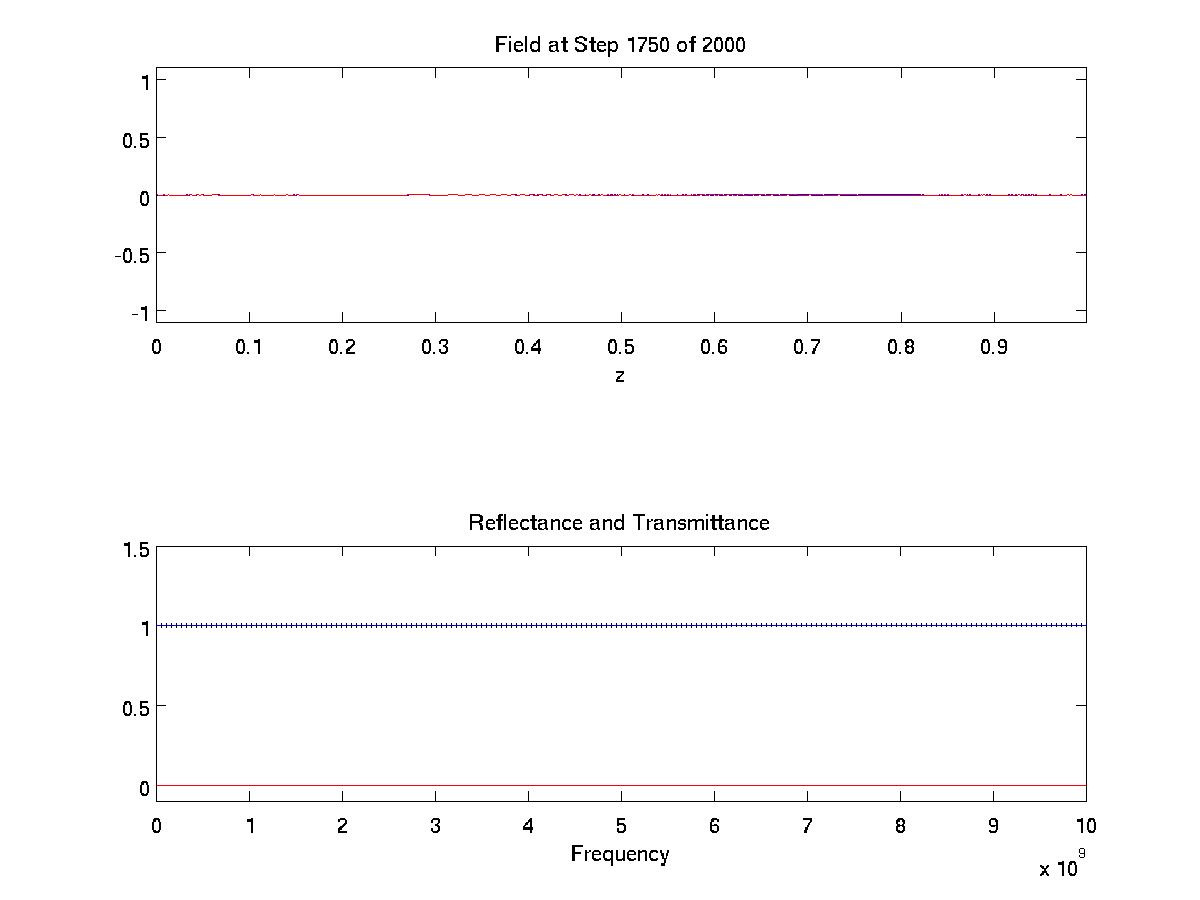 Field at Step 1750 of 2000
1
0.5
0
-0.5
-1
0 0.1 0.2 0.3 0.4 0.5 0.6 0.7 0.8 0.9
z
Reflectance and Transmittance
1.5
1
0.5
0
0 1 2 3 4 5 6 7 8 9 10
Frequency
x 10^9